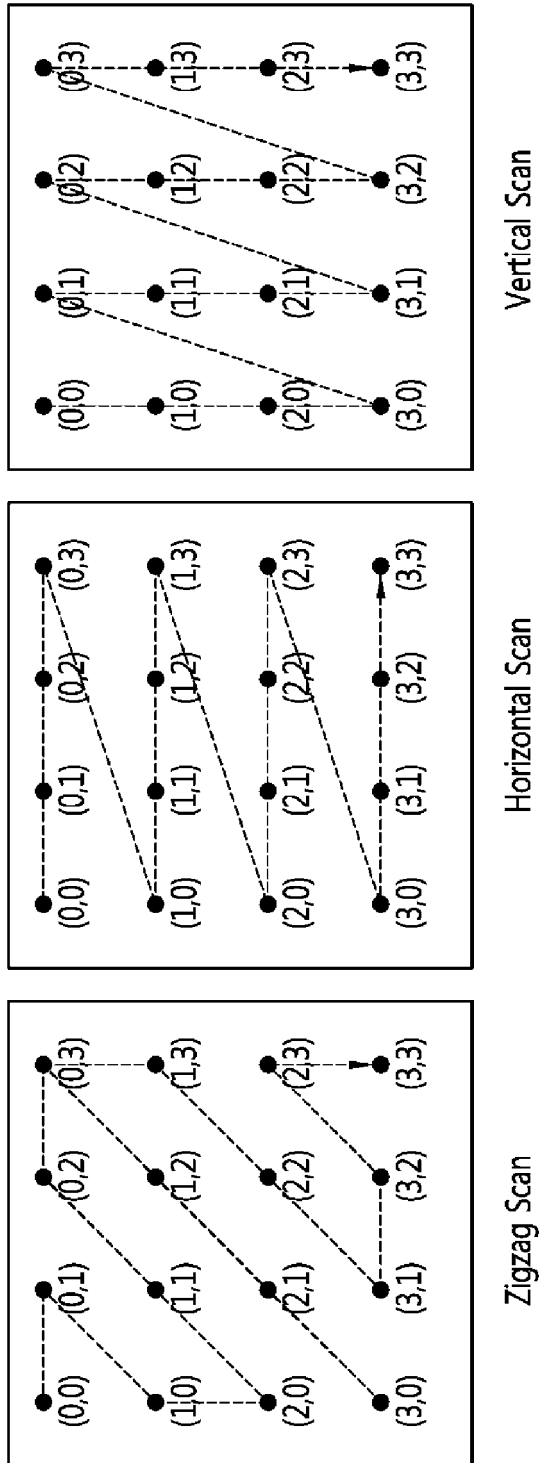 (0,0) (0,1) (0,2) (0,3)
(1,0) (1,1) (1,2) (1,3)
(2,0) (2,1) (2,2) (2,3)
(3,0) (3,1) (3,2) (3,3)
Zigzag Scan
(0,0) (0,1) (0,2) (0,3)
(1,0) (1,1) (1,2) (1,3)
(2,0) (2,1) (2,2) (2,3)
(3,0) (3,1) (3,2) (3,3)
Horizontal Scan
(0,0) (0,1) (0,2) (0,3)
(1,0) (1,1) (1,2) (1,3)
(2,0) (2,1) (2,2) (2,3)
(3,0) (3,1) (3,2) (3,3)
Vertical Scan